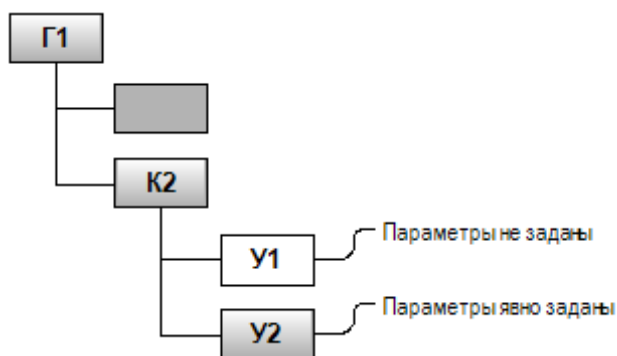 Г1
К2
У1
Параметры не заданы
У2
Параметры явно заданы